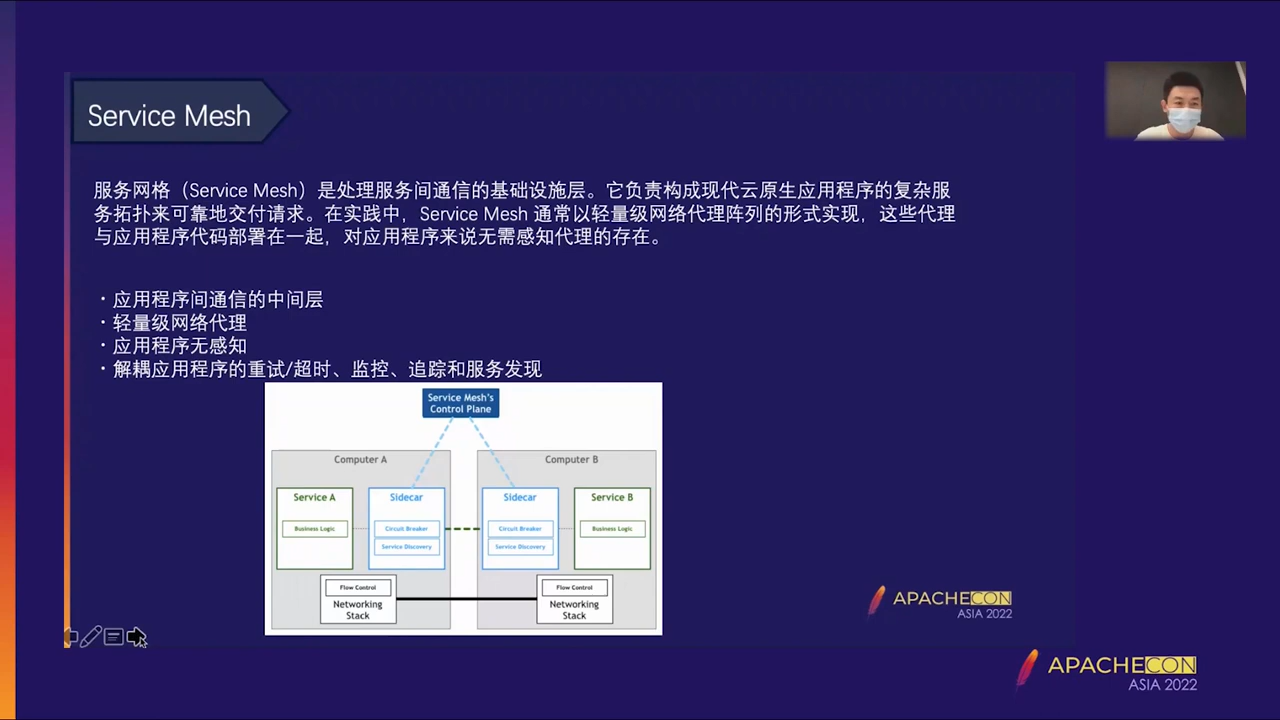 Service Mesh
服务网格（Service Mesh）是处理服务间通信的基础设施层。它负责构成现代云原生应用程序的复杂服
务拓扑来可靠地交付请求。在实践中，Service Mesh 通常以轻量级网络代理阵列的形式实现，这些代理
与应用程序代码部署在一起，对应用程序来说无需感知代理的存在。
・应用程序间通信的中间层
・轻量级网络代理
・应用程序无感知
・解耦应用程序的重试/超时、监控、追踪和服务发现
Service Mesh's
Control Plane
Computer A
Computer B
Service A
Sidecar
Sidecar
Service B
Business Logic
Circuit Breaker
Circuit Breaker
Business Logic
Service Discovery
Service Discovery
Flow Control
Flow Control
Networking
Stack
Networking
Stack
APACHECON
ASIA 2022
APACHECON
ASIA 2022